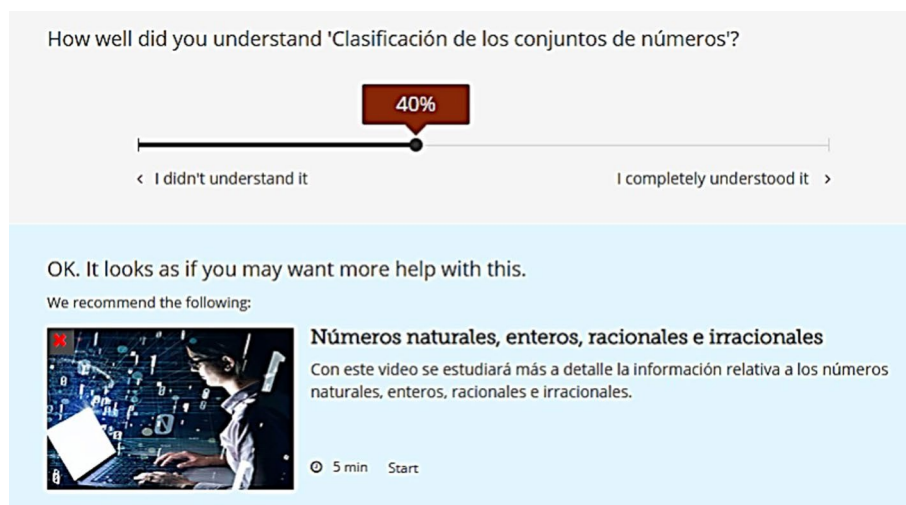 How well did you understand 'Clasificación de los conjuntos de números'?
40%
‹ I didn't understand it
I completely understood it ›
OK. It looks as if you may want more help with this.
We recommend the following:
Números naturales, enteros, racionales e irracionales
Con este video se estudiará más a detalle la información relativa a los números
naturales, enteros, racionales e irracionales.
5 min Start